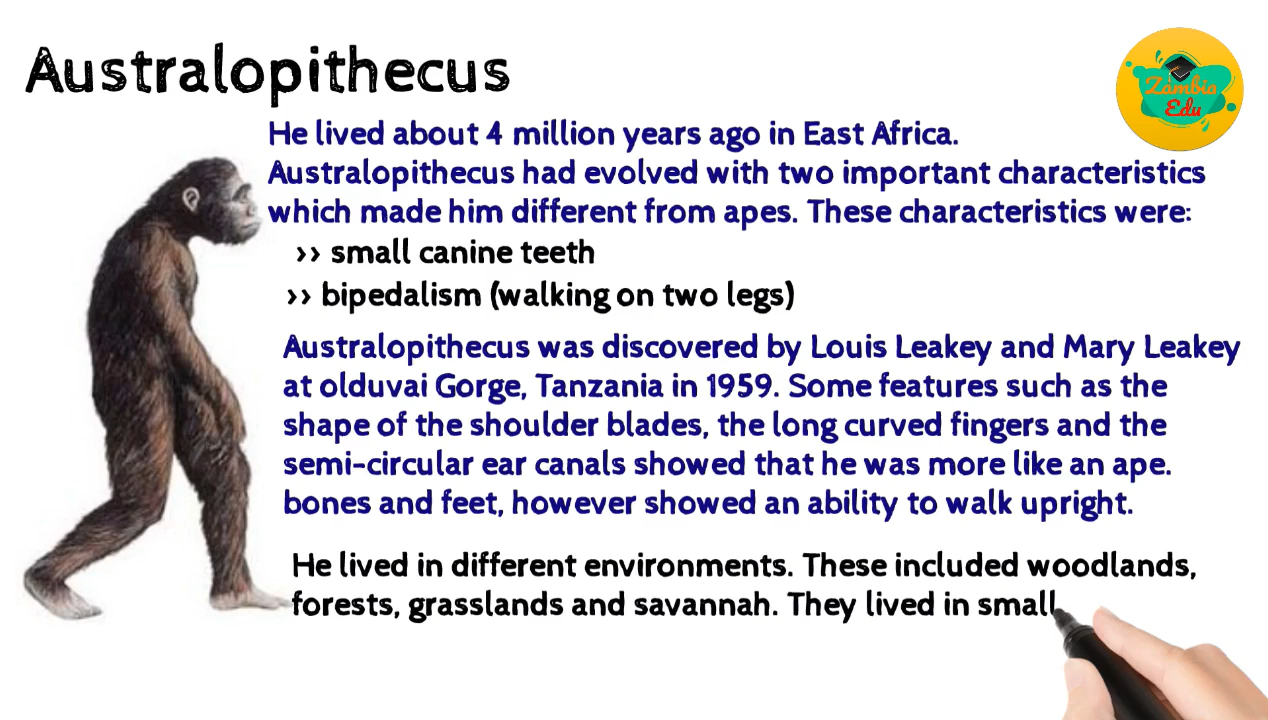 Australopithecus
Zambia
Edu
He lived about 4 million years ago in East Africa.
Australopithecus had evolved with two important characteristics
which made him different from apes. These characteristics were:
›› small canine teeth
›› bipedalism (walking on two legs)
Australopithecus was discovered by Louis Leakey and Mary Leakey
at olduvai Gorge, Tanzania in 1959. Some features such as the
shape of the shoulder blades, the long curved fingers and the
semi-circular ear canals showed that he was more like an ape.
bones and feet, however showed an ability to walk upright.
He lived in different environments. These included woodlands,
forests, grasslands and savannah. They lived in small